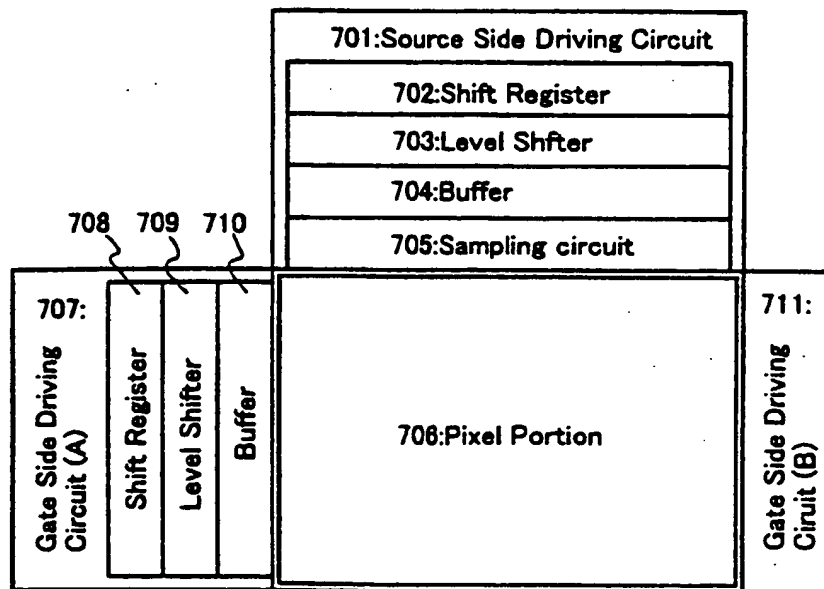 701:Source Side Driving Circuit
702:Shift Register
703:Level Shfter
704:Buffer
705:Sampling circuit
708 709 710
707:
Gate Side Driving
Circuit (A)
Shift Register
Level Shifter
Buffer
706:Pixel Portion
711:
Gate Side Driving
Ciruit (B)